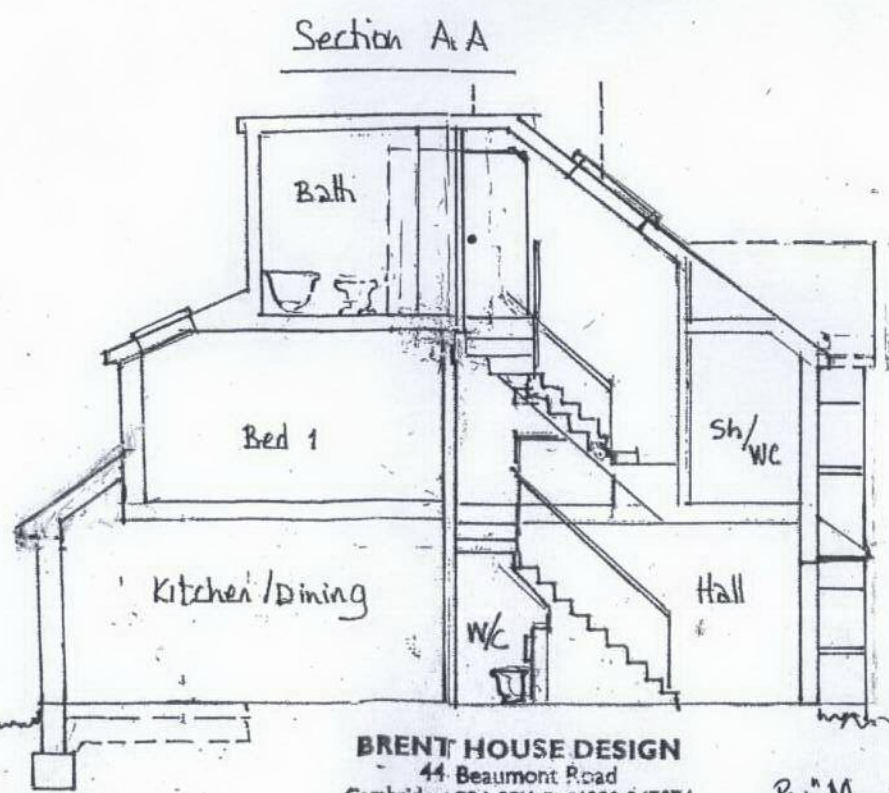 Section A.A
Bath
Bed 1
Sh/
WC
Kitchen/Dining
W/C
Hall
BRENT HOUSE DESIGN
44 Beaumont Road